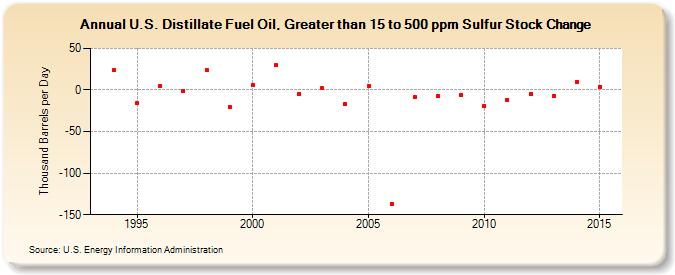 Annual U.S. Distillate Fuel Oil, Greater than 15 to 500 ppm Sulfur Stock Change
Thousand Barrels per Day
50
0
-50
-100
-150
1995 2000 2005 2010 2015
Source: U.S. Energy Information Administration